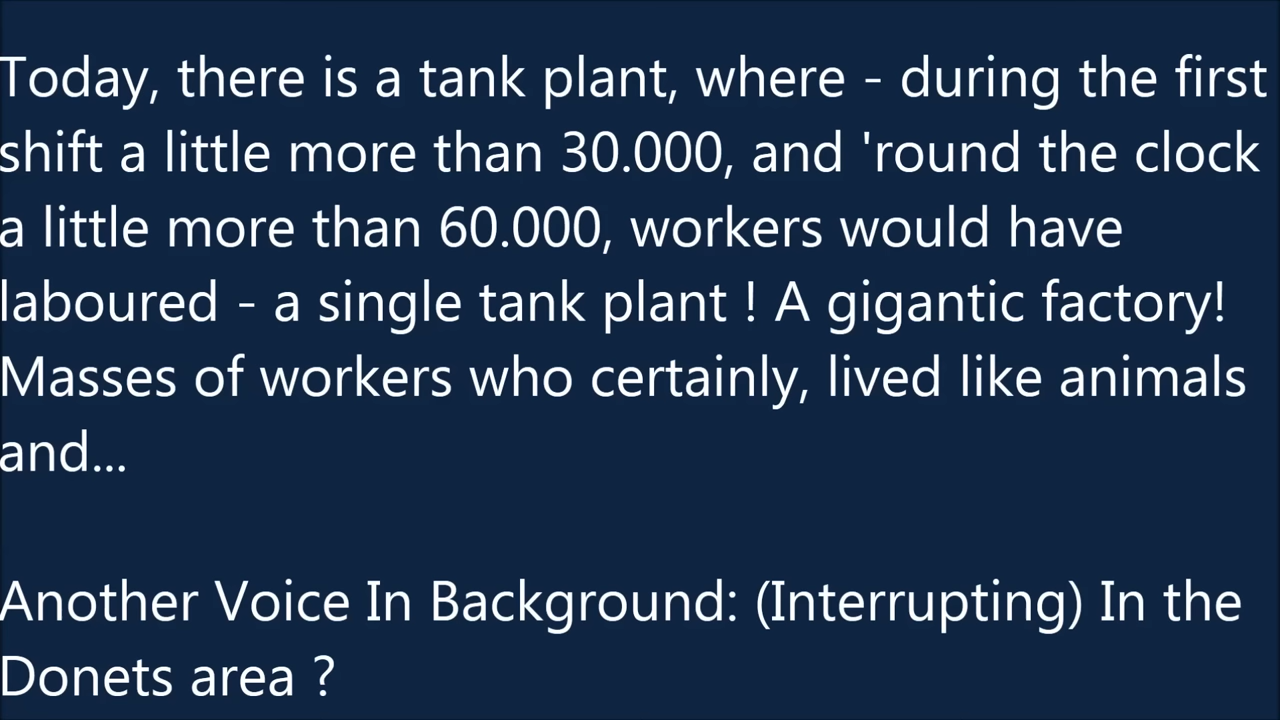 Today, there is a tank plant, where - during the first
shift a little more than 30.000, and 'round the clock
a little more than 60.000, workers would have
laboured - a single tank plant ! A gigantic factory!
Masses of workers who certainly, lived like animals
and...
Another Voice In Background: (Interrupting) In the
Donets area ?